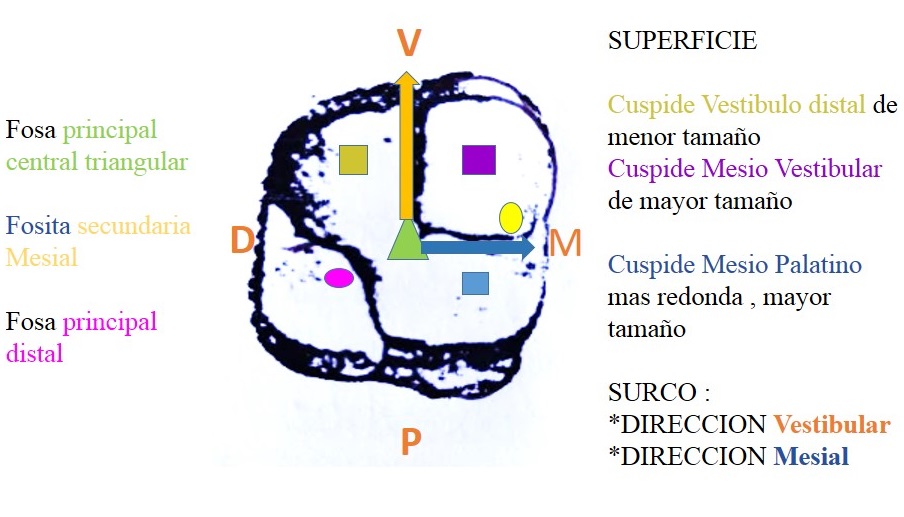 Fosa principal
central triangular
Fosita secundaria
Mesial
Fosa principal
distal
V
D
M
P
SUPERFICIE
Cuspide Vestibulo distal de
menor tamaño
Cuspide Mesio Vestibular
de mayor tamaño
Cuspide Mesio Palatino
mas redonda , mayor
tamaño
SURCO :
*DIRECCION Vestibular
*DIRECCION Mesial